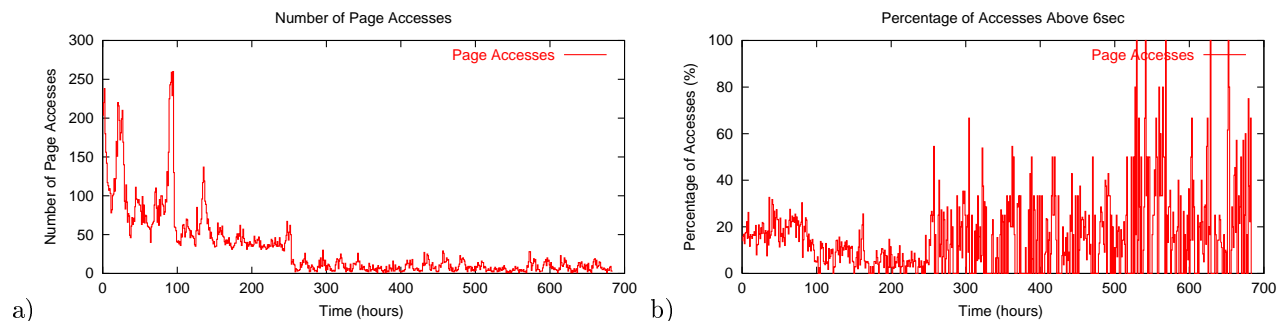 Number of Page Accesses
300
250
200
150
100
50
0
0 100 200 300 400 500 600 700
Number of Page Accesses
Time (hours)
Page Accesses
a)
Percentage of Accesses Above 6sec
100
80
60
40
20
0
0 100 200 300 400 500 600 700
Percentage of Accesses (%)
Time (hours)
Page Accesses
b)